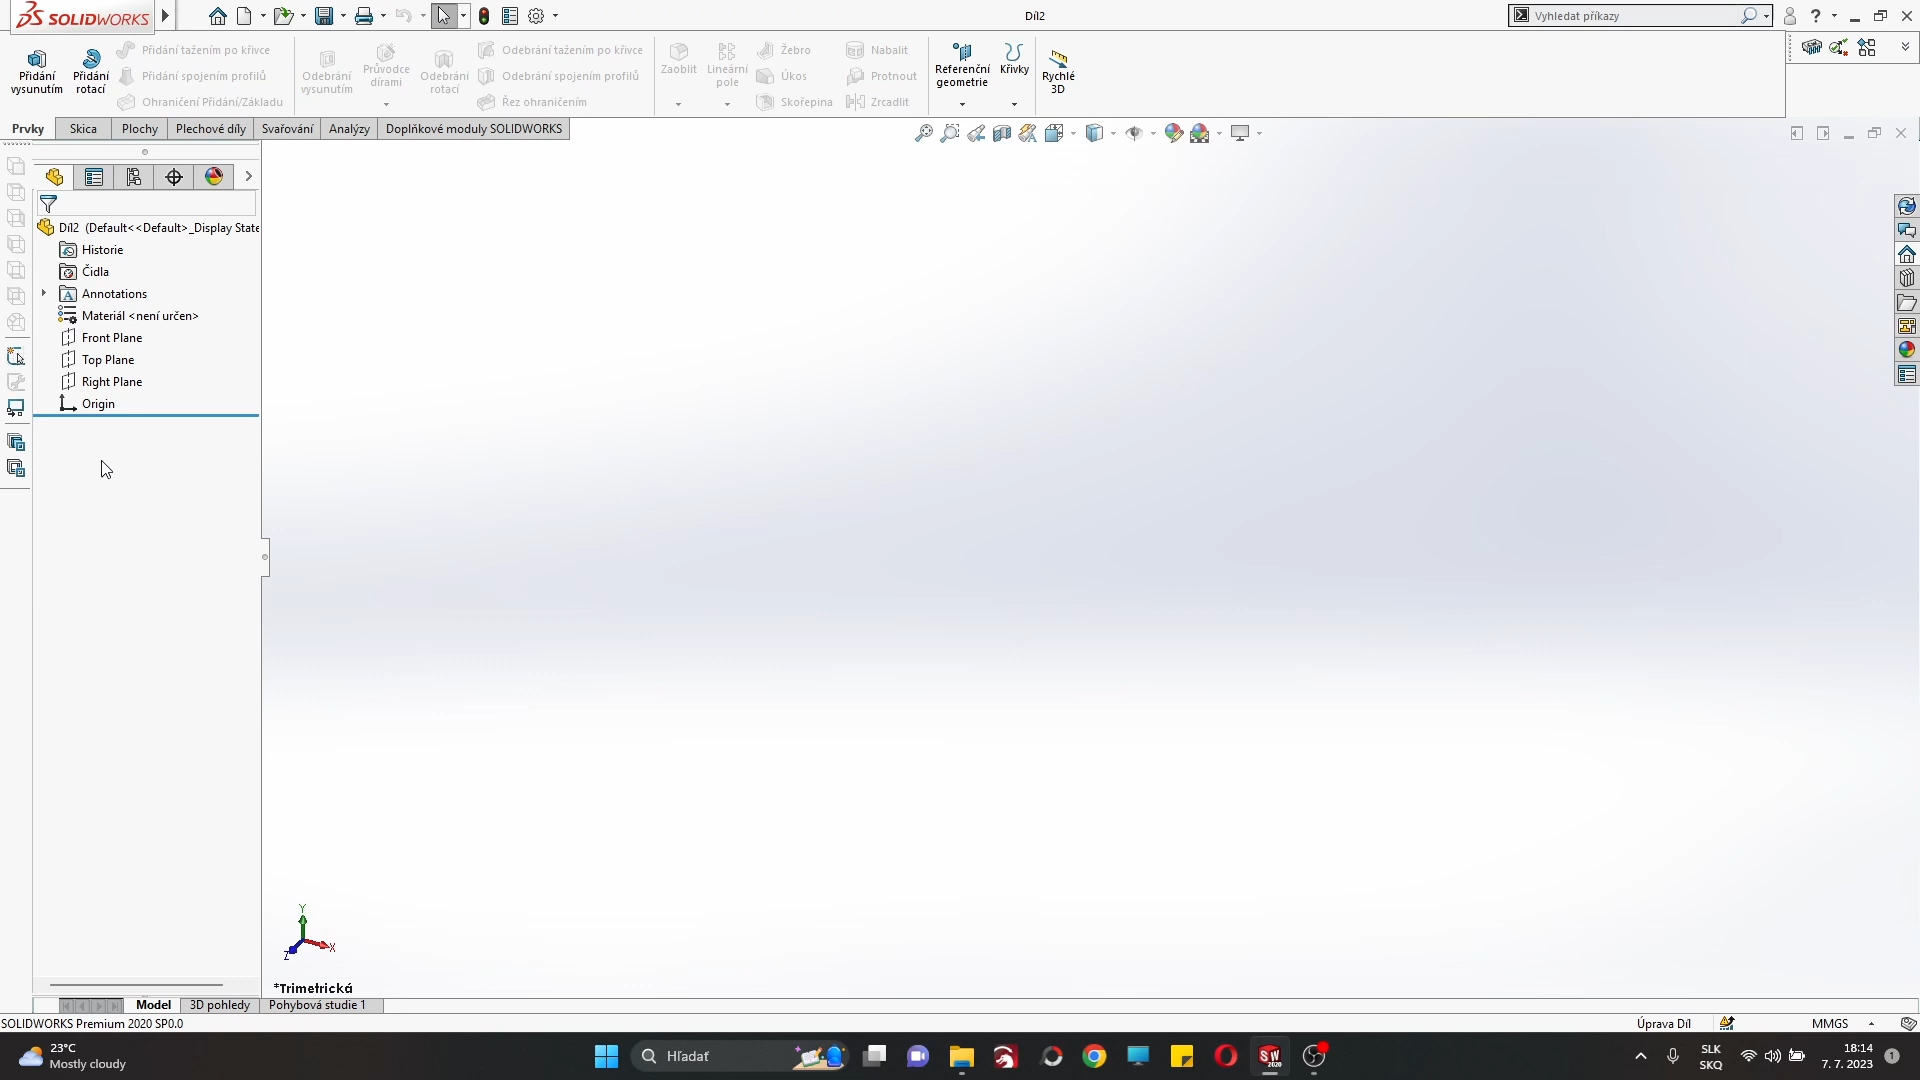 SOLIDWORKS
Díl2
Vyhledat příkazy
Přidání vysunutím
Přidání rotací
Přidání tažením po křivce
Přidání spojením profilů
Ohraničení Přidání/Základu
Odebrání vysunutím
Průvodce dírami
Odebrání rotací
Odebrání tažením po křivce
Odebrání spojením profilů
Řez ohraničením
Zaoblit
Lineární pole
Žebro
Úkos
Skořepina
Nabalit
Protnout
Zrcadlit
Referenční geometrie
Křivky
Rychlé 3D
Prvky
Skica
Plochy
Plechové díly
Svařování
Analýzy
Doplňkové moduly SOLIDWORKS
Díl2 (Default<<Default>_Display State
Historie
Čidla
Annotations
Materiál <není určen>
Front Plane
Top Plane
Right Plane
Origin
Y
X
Z
*Trimetrická
Model
3D pohledy
Pohybová studie 1
SOLIDWORKS Premium 2020 SP0.0
Úprava Díl
MMGS
23°C
Mostly cloudy
Hľadať
SW
2020
SLK
SKQ
18:14
7. 7. 2023
1